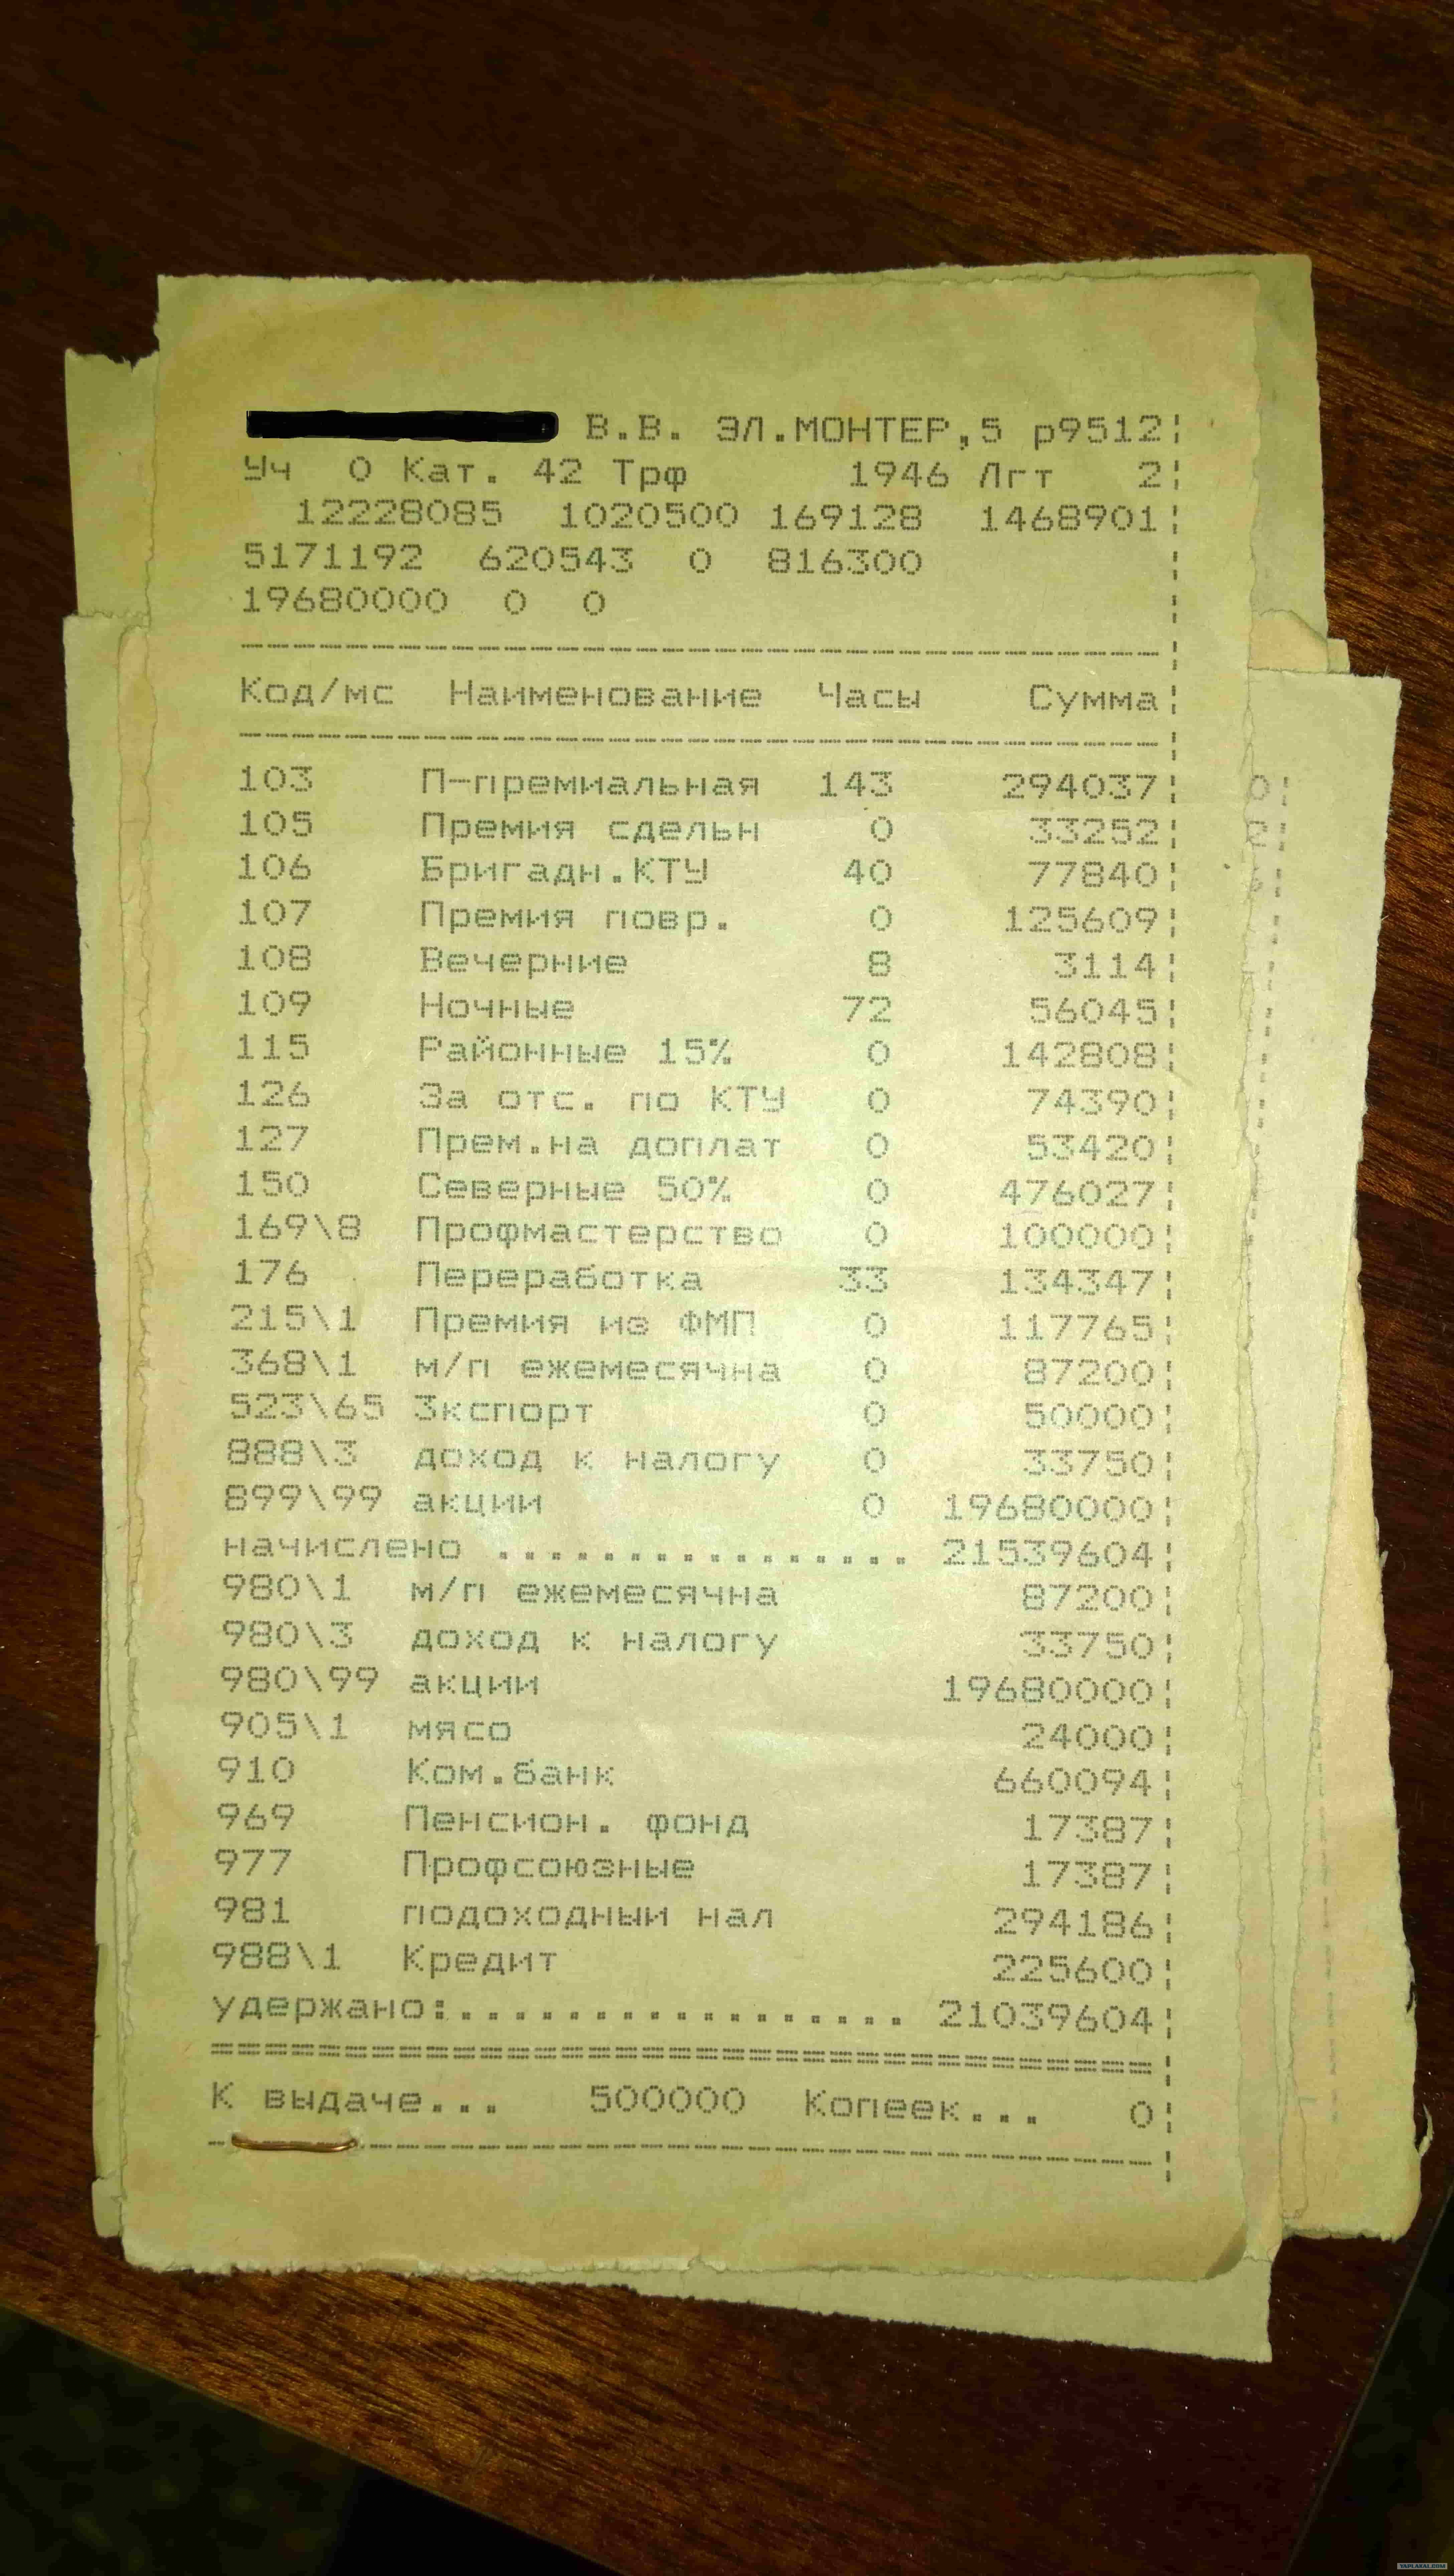 В.В. ЭЛ.МОНТЕР,5 р9512¦
Уч 0 Кат. 42 Трф 1946 Лгт 2¦
12228085 1020500 169128 1468901¦
5171192 620543 0 816300 ¦
19680000 0 0 ¦
Код/мс Наименование Часы Сумма¦
103 П-премиальная 143 294037¦
105 Премия сдельн 0 33252¦
106 Бригадн.КТУ 40 77840¦
107 Премия повр. 0 125609¦
108 Вечерние 8 3114¦
109 Ночные 72 56045¦
115 Районные 15% 0 142808¦
126 За отс. по КТУ 0 74390¦
127 Прем.на доплат 0 53420¦
150 Северные 50% 0 476027¦
169\8 Профмастерство 0 100000¦
176 Переработка 33 134347¦
215\1 Премия из ФМП 0 117765¦
368\1 м/п ежемесячна 0 87200¦
523\65 Экспорт 0 50000¦
888\3 доход к налогу 0 33750¦
899\99 акции 0 19680000¦
начислено ................ 21539604¦
980\1 м/п ежемесячна 87200¦
980\3 доход к налогу 33750¦
980\99 акции 19680000¦
905\1 мясо 24000¦
910 Ком.банк 660094¦
969 Пенсион. фонд 17387¦
977 Профсоюзные 17387¦
981 подоходный нал 294186¦
988\1 Кредит 225600¦
удержано:.................. 21039604¦
К выдаче... 500000 Копеек... 0¦
YAPLAKAL.COM